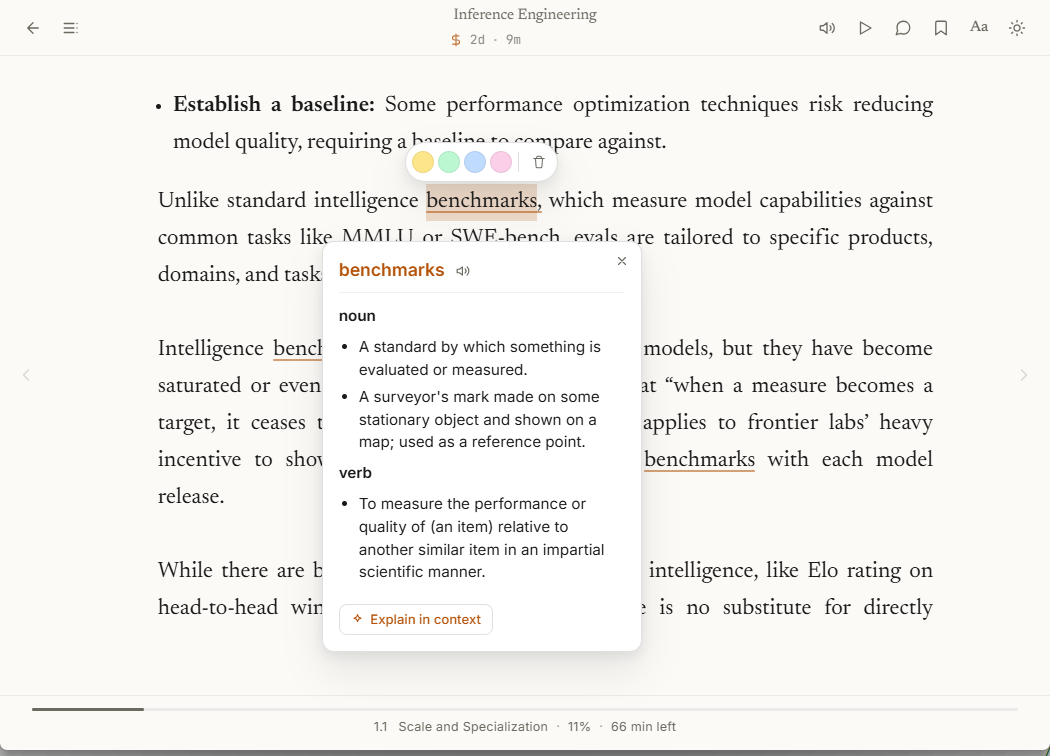 Inference Engineering
$ 2d · 9m
Aa
• Establish a baseline: Some performance optimization techniques risk reducing
model quality, requiring a baseline to compare against.
Unlike standard intelligence benchmarks, which measure model capabilities against
common tasks like MMLU or SWE-bench, evals are tailored to specific products,
domains, and tasks
benchmarks
noun
• A standard by which something is
evaluated or measured.
• A surveyor's mark made on some
stationary object and shown on a
map; used as a reference point.
verb
• To measure the performance or
quality of (an item) relative to
another similar item in an impartial
scientific manner.
Explain in context
Intelligence models, but they have become
saturated or even “when a measure becomes a
target, it ceases applies to frontier labs’ heavy
incentive to benchmarks with each model
release.
While there are intelligence, like Elo rating on
head-to-head is no substitute for directly
1.1 Scale and Specialization · 11% · 66 min left